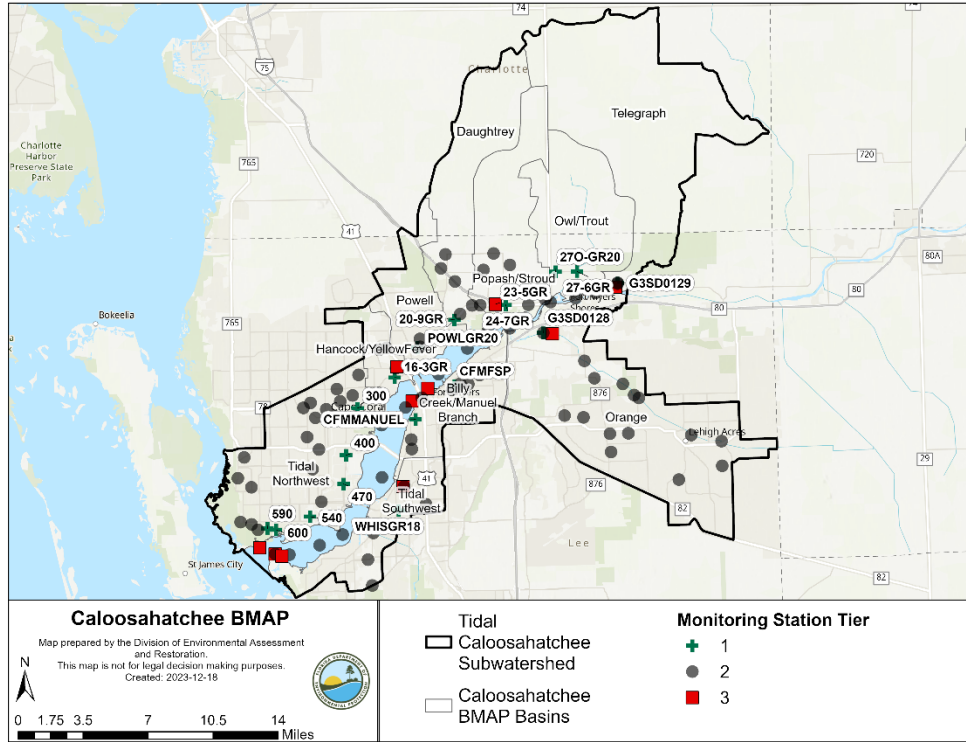 74
74
75
Charlotte
Telegraph
Daughtrey
Charlotte
Harbor
Preserve State
Park
765
720
41
Owl/Trout
27O-GR20
80A
Popash/Stroud
23-5GR
27-6GR
G3SD0129
Powell
80
80
Bokeelia
20-9GR
24-7GR
G3SD0128
765
POWLGR20
Hancock/YellowFever
16-3GR
CFMFSP
300
Billy
Creek/Manuel
Branch
876
78
Cape Coral
CFMMANUEL
Orange
Lehigh Acres
400
29
Tidal
Northwest
41
876
Tidal
Southwest
470
82
590
540
WHISGR18
600
Lee
St James City
82
Caloosahatchee BMAP
Map prepared by the Division of Environmental Assessment
and Restoration.
This map is not for legal decision making purposes.
Created: 2023-12-18
N
0 1.75 3.5 7 10.5 14
Miles
Tidal
Caloosahatchee
Subwatershed
Caloosahatchee
BMAP Basins
Monitoring Station Tier
1
2
3